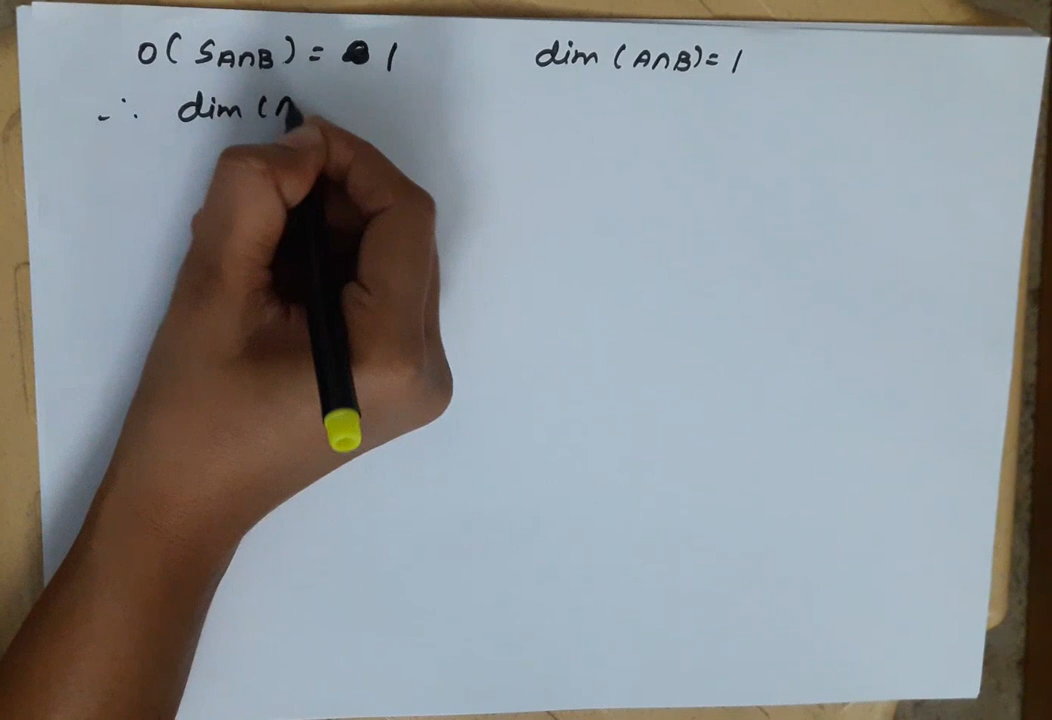 O( S_{A∩B} ) = 1 dim (A∩B)= 1
∴ dim (